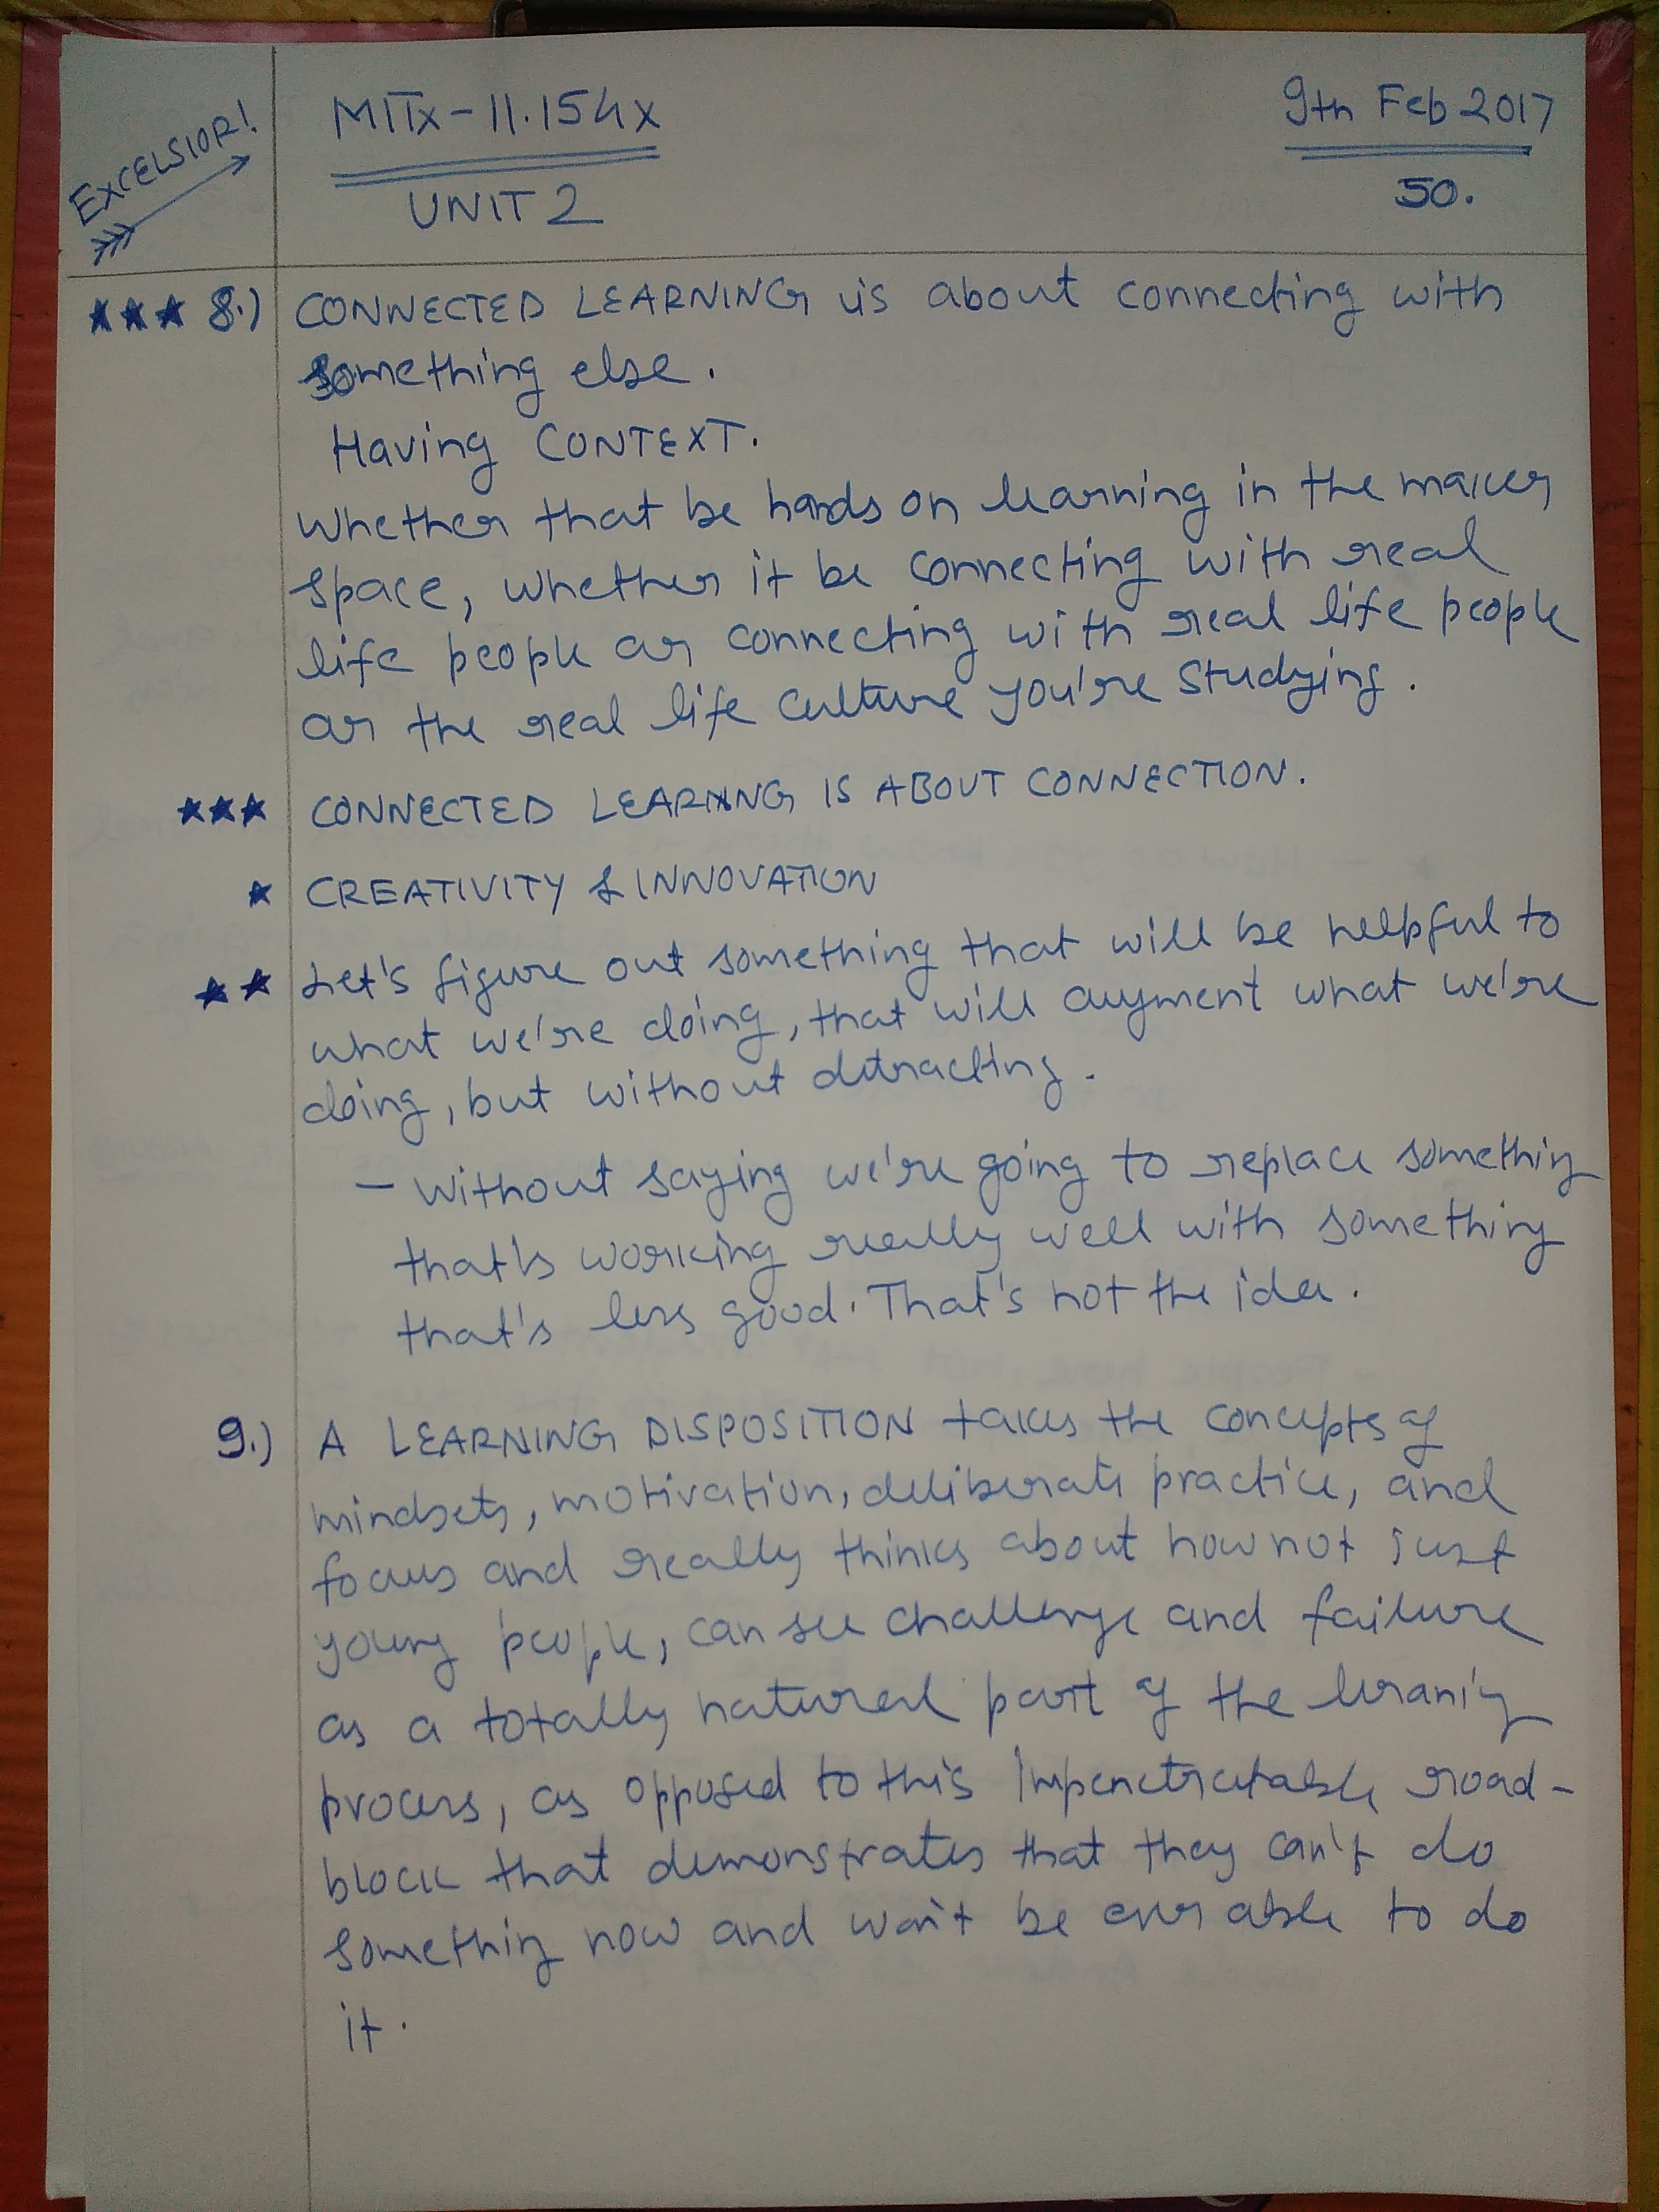 EXCELSIOR!
MITx-11.154x
9th Feb 2017
UNIT 2
50.
★★★ 8.) CONNECTED LEARNING is about connecting with
something else.
Having CONTEXT.
Whether that be hands on learning in the maker
space, whether it be connecting with real
life people or connecting with real life people
or the real life culture you're studying.
★★★ CONNECTED LEARNING IS ABOUT CONNECTION.
★ CREATIVITY & INNOVATION
★★ Let's figure out something that will be helpful to
what we're doing, that will augment what we're
doing, but without detracting.
– Without saying we're going to replace something
that's working really well with something
that's less good. That's not the idea.
9.) A LEARNING DISPOSITION takes the concepts of
mindsets, motivation, deliberate practice, and
focus and really thinks about how not just
young people, can see challenge and failure
as a totally natural part of the learning
process, as opposed to this impenetratable road-
block that demonstrates that they can't do
something now and won't be ever able to do
it.